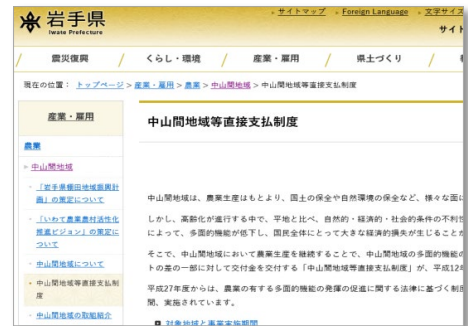 サイトマップ Foreign Language 文字サイズ
岩手県
Iwate Prefecture
サイト
震災復興 / くらし・環境 / 産業・雇用 / 県土づくり /
現在の位置： トップページ > 産業・雇用 > 農業 > 中山間地域 > 中山間地域等直接支払制度
産業・雇用
農業
中山間地域
「岩手県棚田地域振興計
画」の策定について
「いわて農業農村活性化
推進ビジョン」の策定に
ついて
中山間地域について
中山間地域等直接支払制
度
中山間地域の取組紹介
中山間地域等直接支払制度
中山間地域は、農業生産はもとより、国土の保全や自然環境の保全など、様々な面に
しかし、高齢化が進行する中で、平地と比べ、自然的・経済的・社会的条件の不利性
によって、多面的機能が低下し、国民全体にとって大きな経済的損失が生じること
そこで、中山間地域において農業生産を継続することで、中山間地域の多面的機能の
トの差の一部に対して交付金を交付する「中山間地域等直接支払制度」が、平成12年
平成27年度からは、農業の有する多面的機能の発揮の促進に関する法律に基づく制度
間、実施されています。
対象地域と事業実施期間